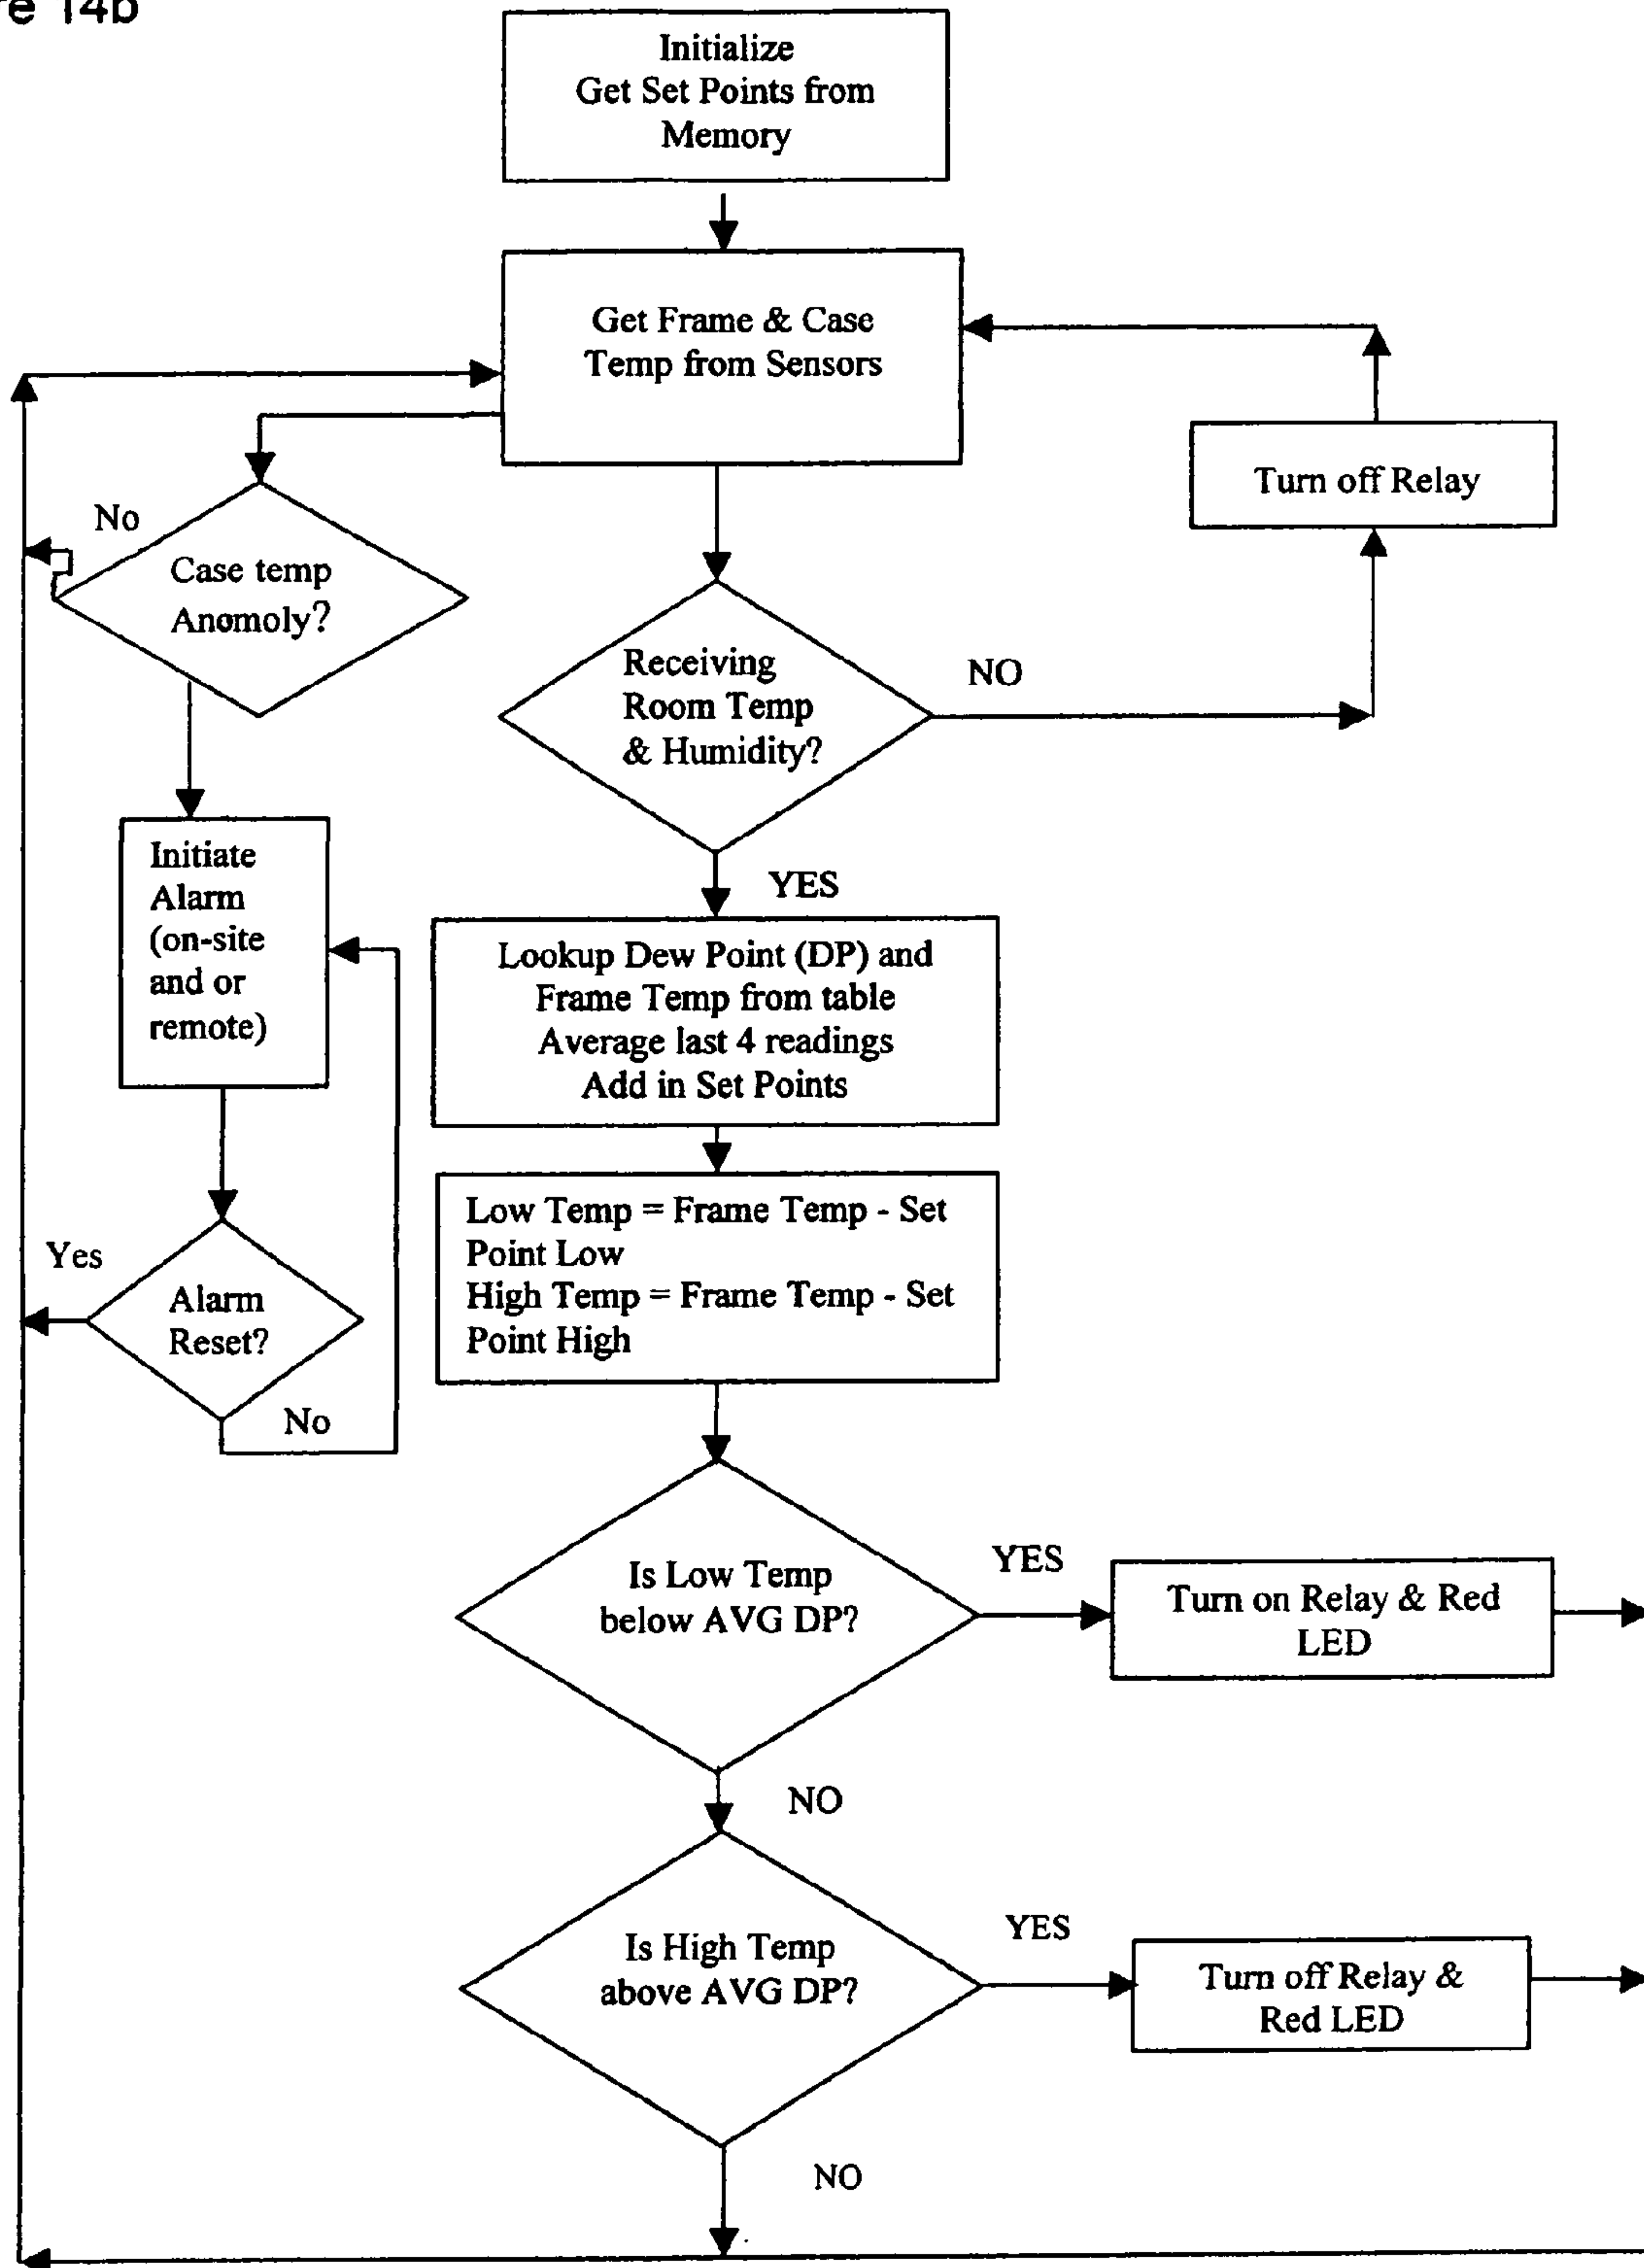 14b
Initialize
Get Set Points from
Memory
Get Frame & Case
Temp from Sensors
Turn off Relay
No
Case temp
Anomoly?
Receiving
Room Temp
& Humidity?
NO
YES
Initiate
Alarm
(on-site
and or
remote)
Lookup Dew Point (DP) and
Frame Temp from table
Average last 4 readings
Add in Set Points
Low Temp = Frame Temp - Set
Point Low
High Temp = Frame Temp - Set
Point High
Yes
Alarm
Reset?
No
Is Low Temp
below AVG DP?
YES
Turn on Relay & Red
LED
NO
Is High Temp
above AVG DP?
YES
Turn off Relay &
Red LED
NO